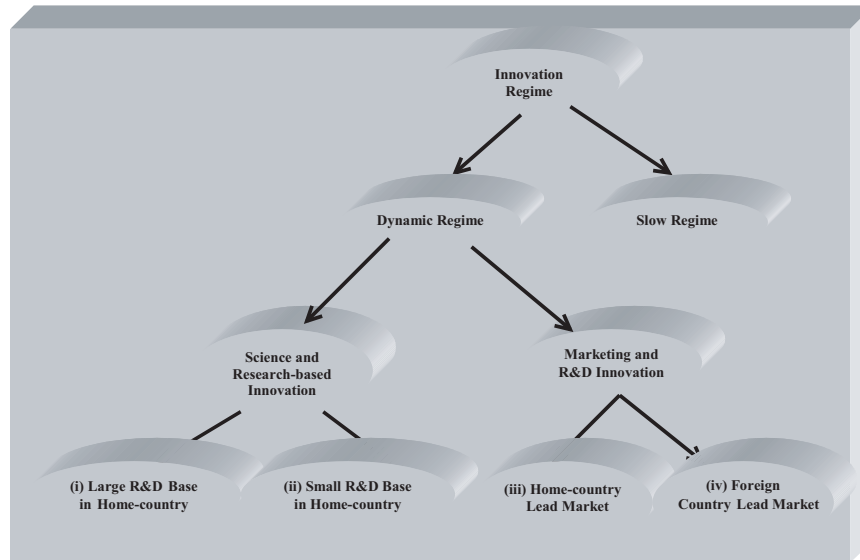 Innovation
Regime
Dynamic Regime
Slow Regime
Science and
Research-based
Innovation
Marketing and
R&D Innovation
(i) Large R&D Base
in Home-country
(ii) Small R&D Base
in Home-country
(iii) Home-country
Lead Market
(iv) Foreign
Country Lead Market